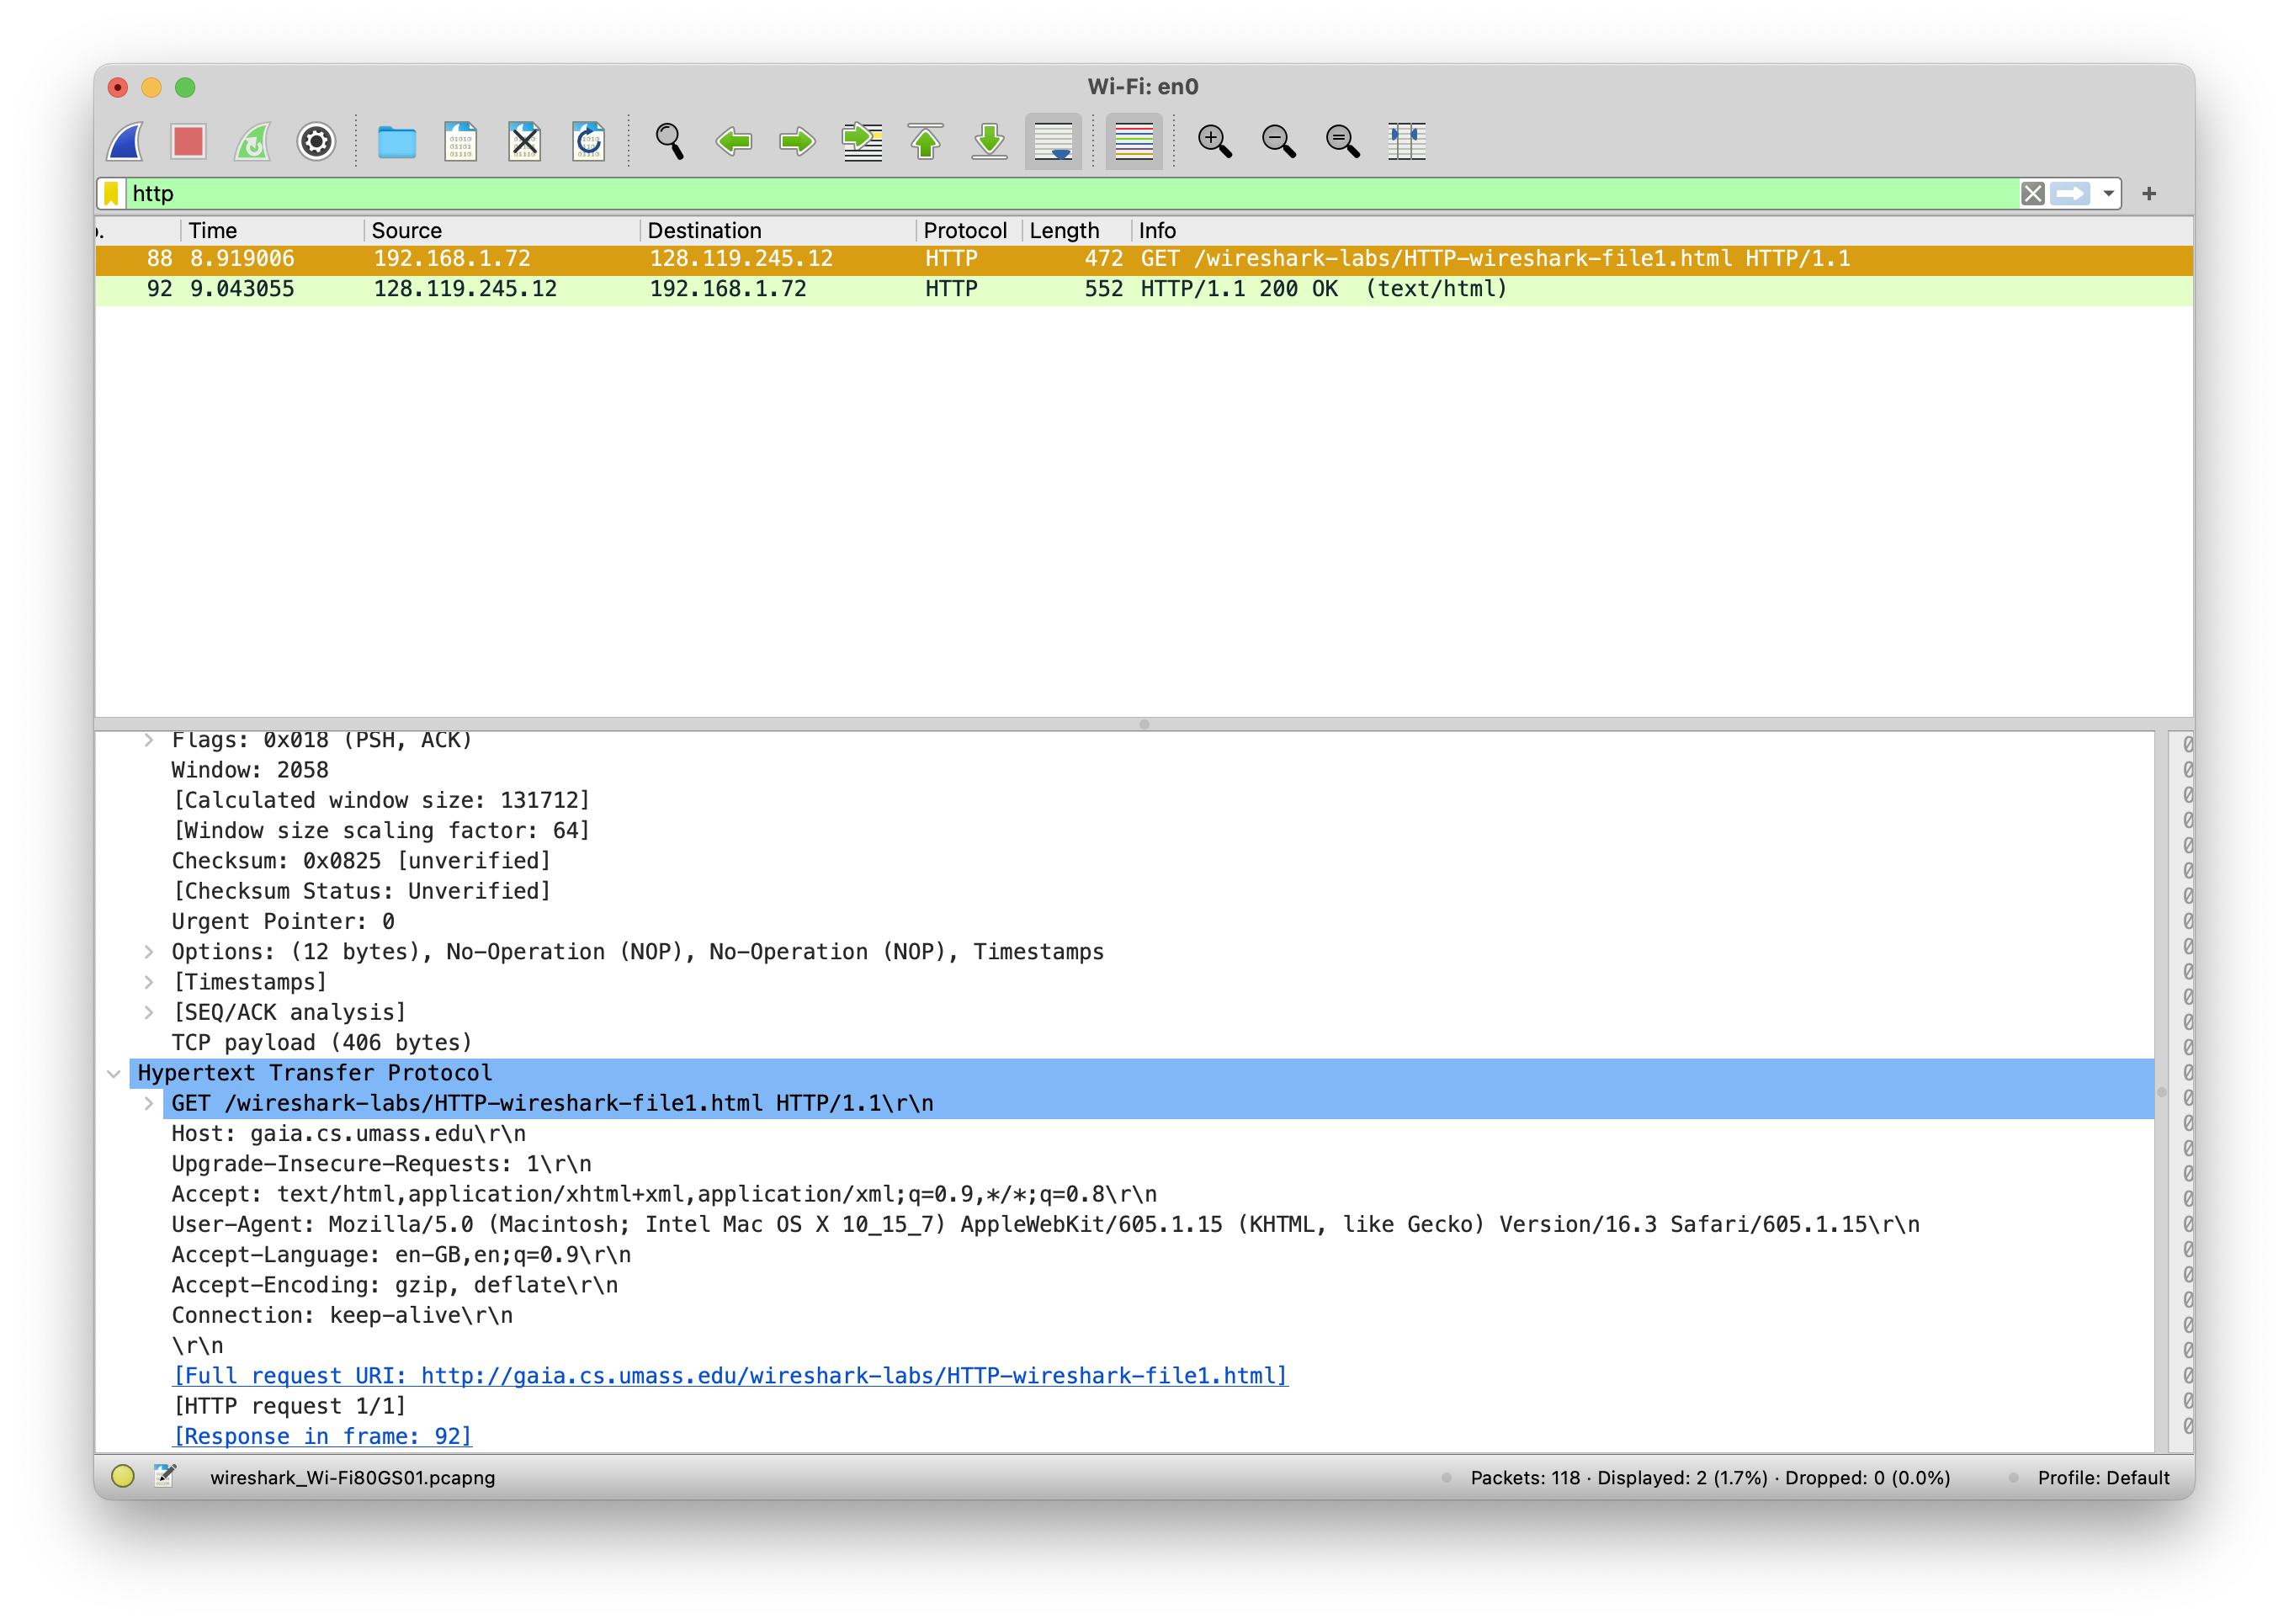 Wi-Fi: en0
http
+
. Time Source Destination Protocol Length Info
88 8.919006 192.168.1.72 128.119.245.12 HTTP 472 GET /wireshark-labs/HTTP-wireshark-file1.html HTTP/1.1
92 9.043055 128.119.245.12 192.168.1.72 HTTP 552 HTTP/1.1 200 OK (text/html)
Flags: 0x018 (PSH, ACK)
Window: 2058
[Calculated window size: 131712]
[Window size scaling factor: 64]
Checksum: 0x0825 [unverified]
[Checksum Status: Unverified]
Urgent Pointer: 0
Options: (12 bytes), No-Operation (NOP), No-Operation (NOP), Timestamps
[Timestamps]
[SEQ/ACK analysis]
TCP payload (406 bytes)
Hypertext Transfer Protocol
GET /wireshark-labs/HTTP-wireshark-file1.html HTTP/1.1\r\n
Host: gaia.cs.umass.edu\r\n
Upgrade-Insecure-Requests: 1\r\n
Accept: text/html,application/xhtml+xml,application/xml;q=0.9,*/*;q=0.8\r\n
User-Agent: Mozilla/5.0 (Macintosh; Intel Mac OS X 10_15_7) AppleWebKit/605.1.15 (KHTML, like Gecko) Version/16.3 Safari/605.1.15\r\n
Accept-Language: en-GB,en;q=0.9\r\n
Accept-Encoding: gzip, deflate\r\n
Connection: keep-alive\r\n
\r\n
[Full request URI: http://gaia.cs.umass.edu/wireshark-labs/HTTP-wireshark-file1.html]
[HTTP request 1/1]
[Response in frame: 92]
wireshark_Wi-Fi80GS01.pcapng Packets: 118 · Displayed: 2 (1.7%) · Dropped: 0 (0.0%) Profile: Default